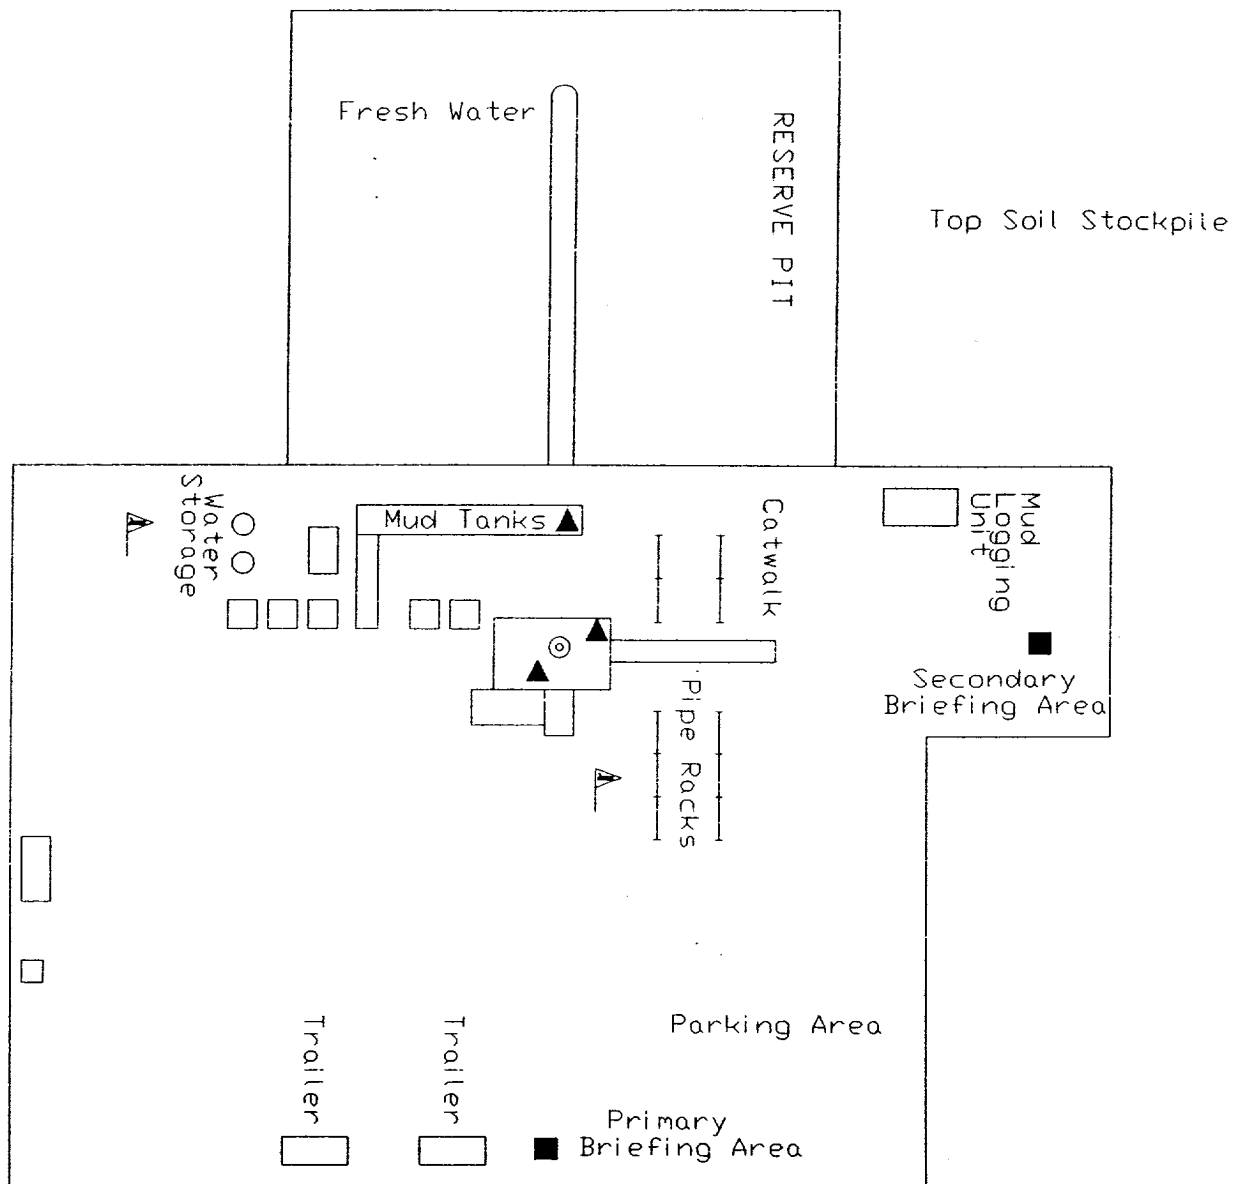 Fresh Water
RESERVE PIT
Top Soil Stockpile
Water
Storage
Mud Tanks
Catwalk
Mud
Logging
Unit
Secondary
Briefing Area
Pipe Racks
Parking Area
Trailer
Trailer
Primary
Briefing Area